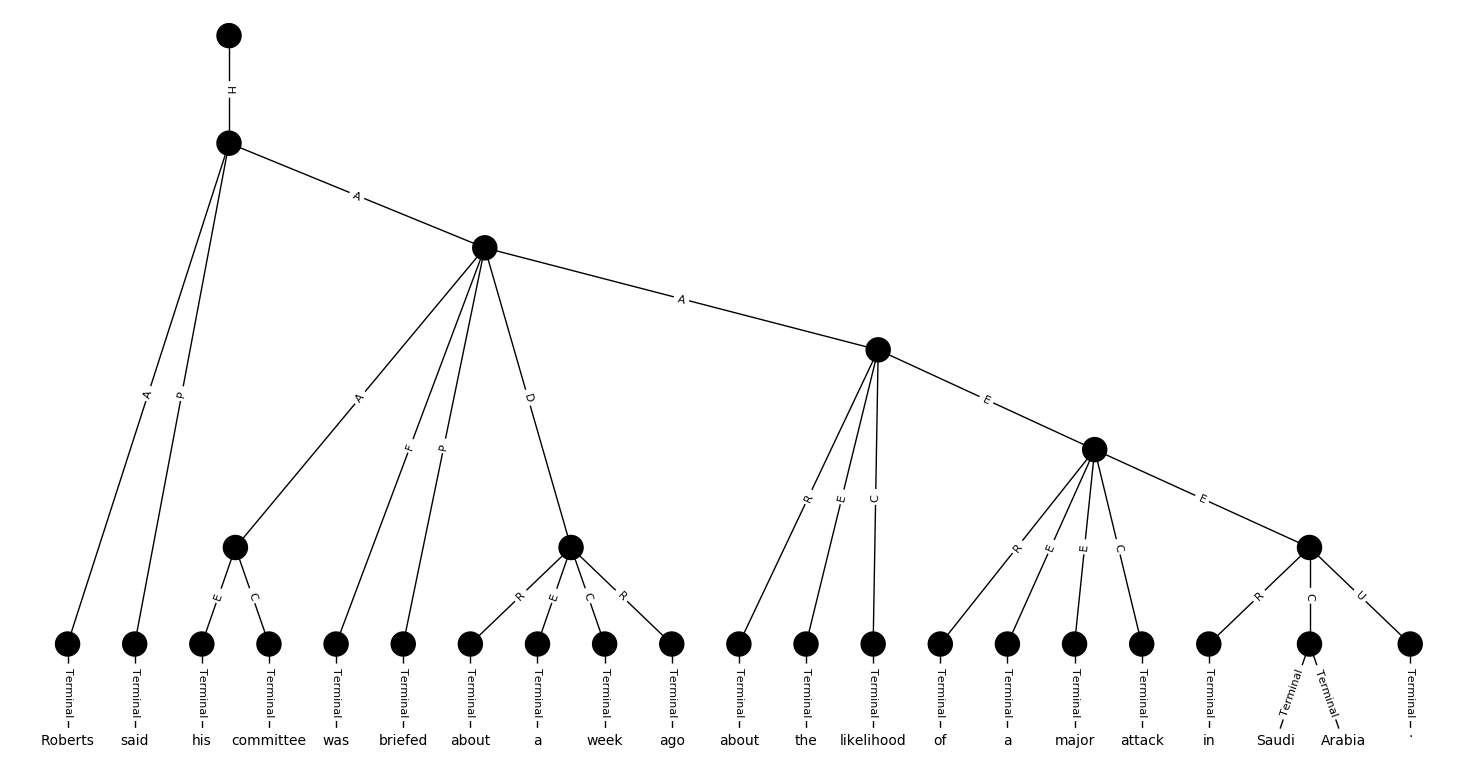 H
A
A
A P A F P D R E C E
R E E C E
E C R E C R R C U
Terminal Terminal Terminal Terminal Terminal Terminal Terminal Terminal Terminal Terminal Terminal Terminal Terminal Terminal Terminal Terminal Terminal Terminal Terminal Terminal Terminal
Roberts said his committee was briefed about a week ago about the likelihood of a major attack in Saudi Arabia .